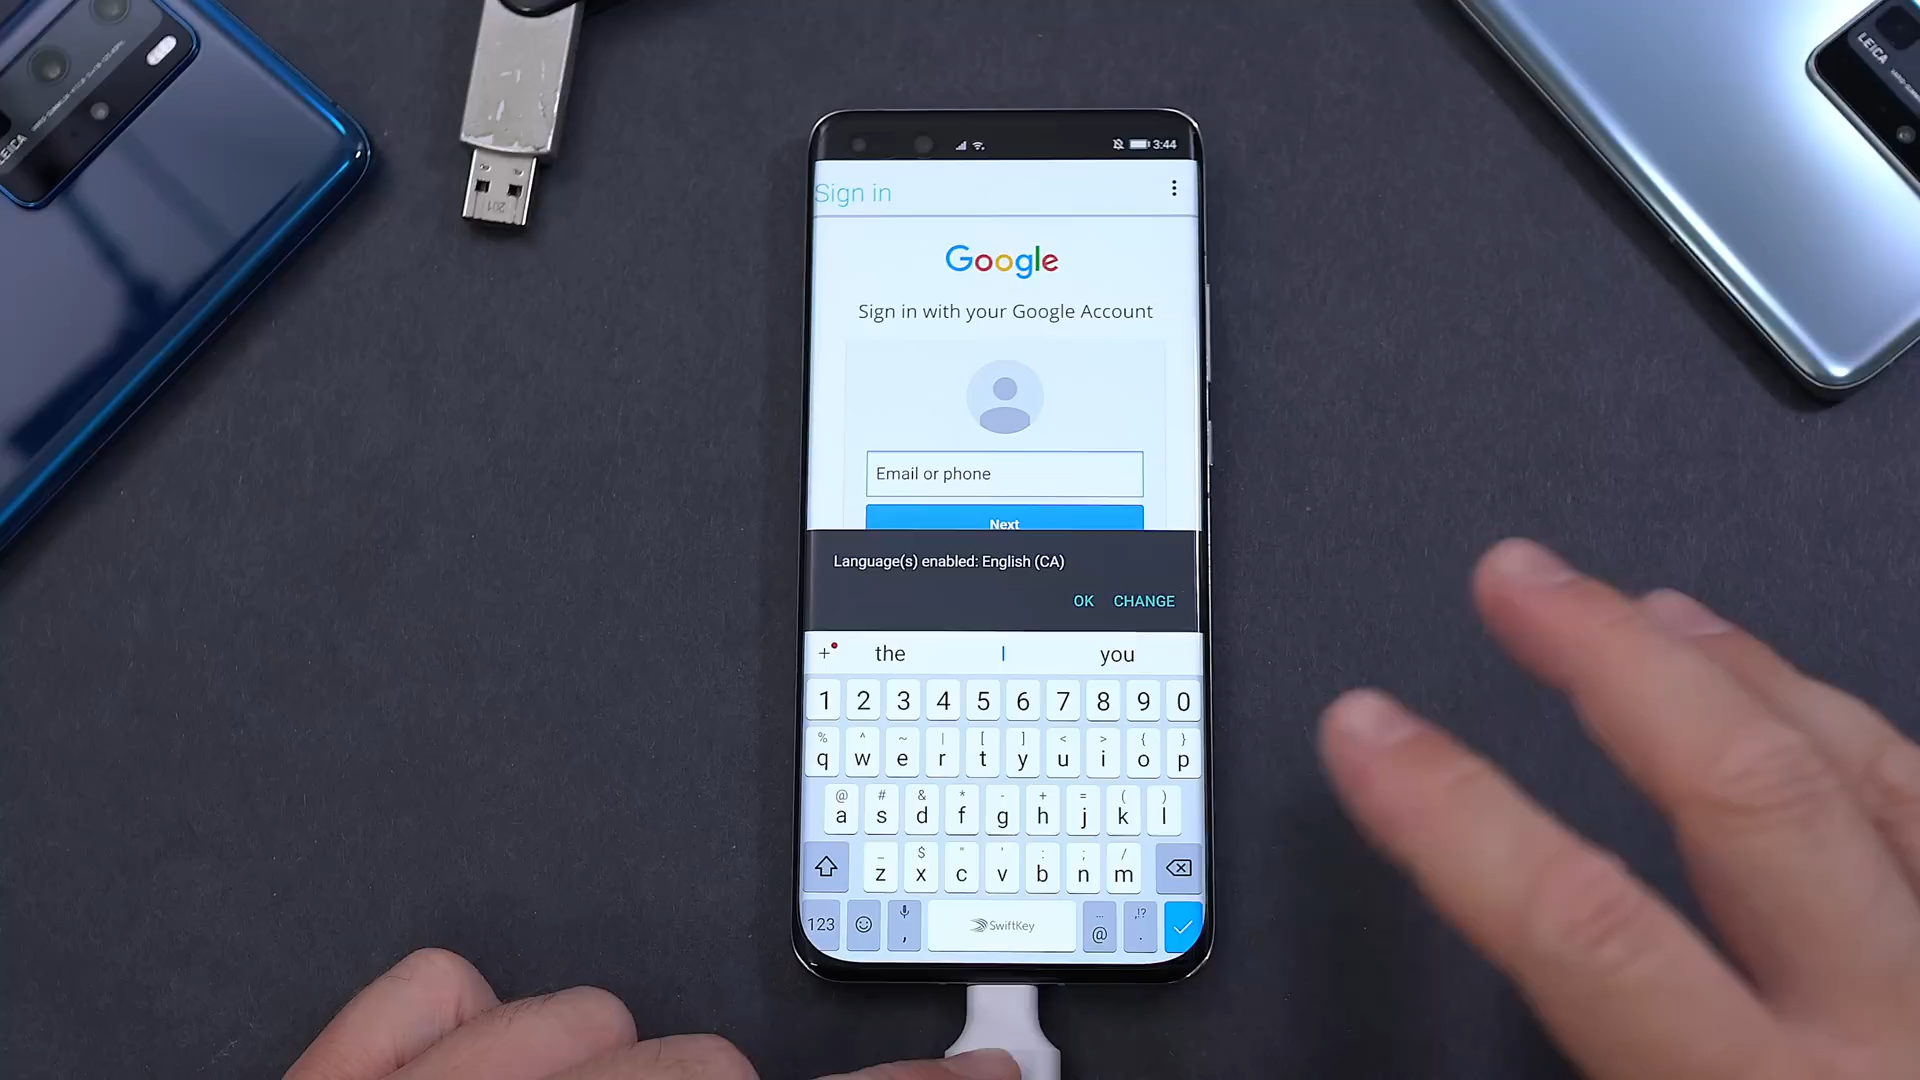 LEICA
LEICA
201
3:44
Sign in
Google
Sign in with your Google Account
Email or phone
Next
Language(s) enabled: English (CA)
OK CHANGE
+ the I you
1 2 3 4 5 6 7 8 9 0
% ^ ~ | [ ] < > { }
q w e r t y u i o p
@ # & * - + = ( )
a s d f g h j k l
_ $ " ' : ; /
z x c v b n m
123 , SwiftKey ... @ ,!? .